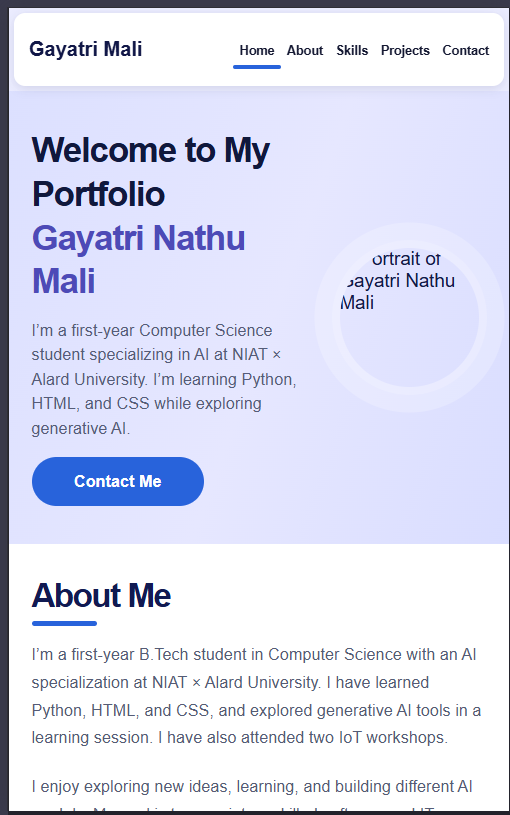 Gayatri Mali
Home About Skills Projects Contact
Welcome to My
Portfolio
Gayatri Nathu
Mali
I'm a first-year Computer Science
student specializing in AI at NIAT ×
Alard University. I'm learning Python,
HTML, and CSS while exploring
generative AI.
Contact Me
of
Gayatri Nathu
Mali
About Me
I'm a first-year B.Tech student in Computer Science with an AI
specialization at NIAT × Alard University. I have learned
Python, HTML, and CSS, and explored generative AI tools in a
learning session. I have also attended two IoT workshops.
I enjoy exploring new ideas, learning, and building different AI